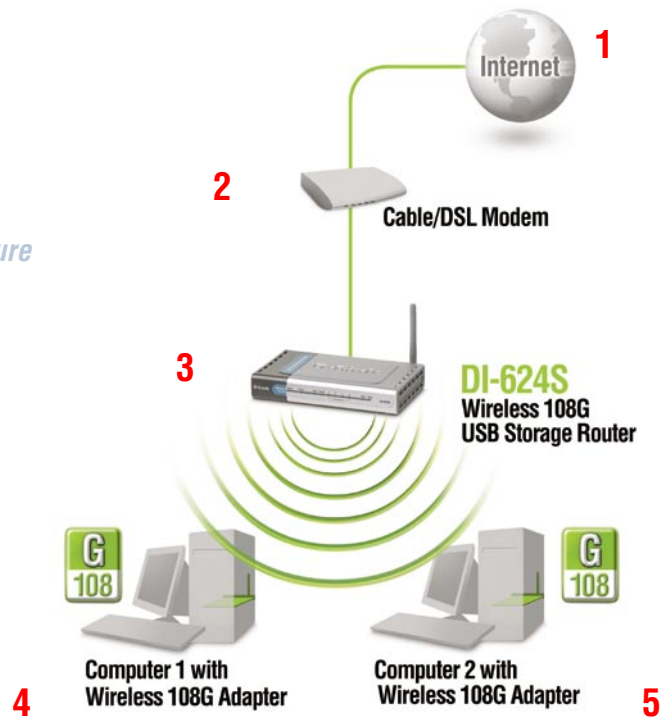 1
Internet
2
Cable/DSL Modem
3
DI-624S
Wireless 108G
USB Storage Router
G
108
G
108
Computer 1 with
Wireless 108G Adapter
Computer 2 with
Wireless 108G Adapter
4
5